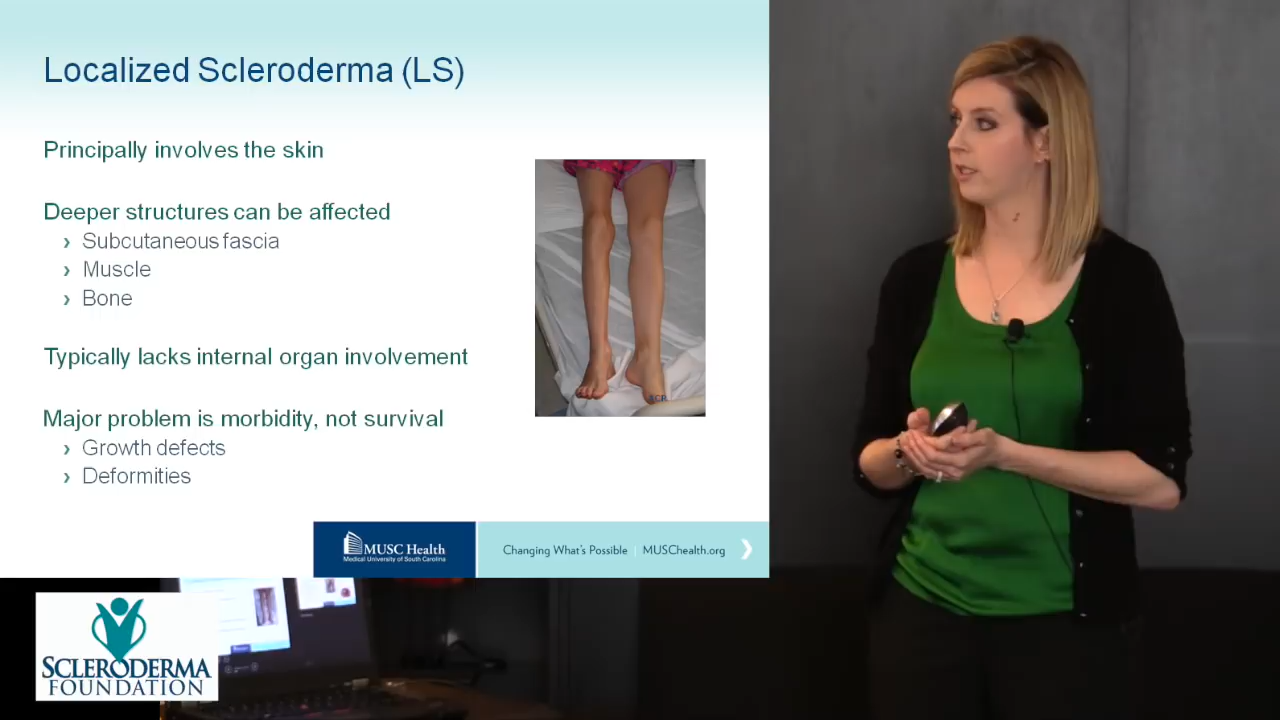 Localized Scleroderma (LS)
Principally involves the skin
Deeper structures can be affected
› Subcutaneous fascia
› Muscle
› Bone
Typically lacks internal organ involvement
Major problem is morbidity, not survival
› Growth defects
› Deformities
MUSC Health
Medical University of South Carolina
Changing What's Possible | MUSChealth.org
SCLERODERMA
FOUNDATION